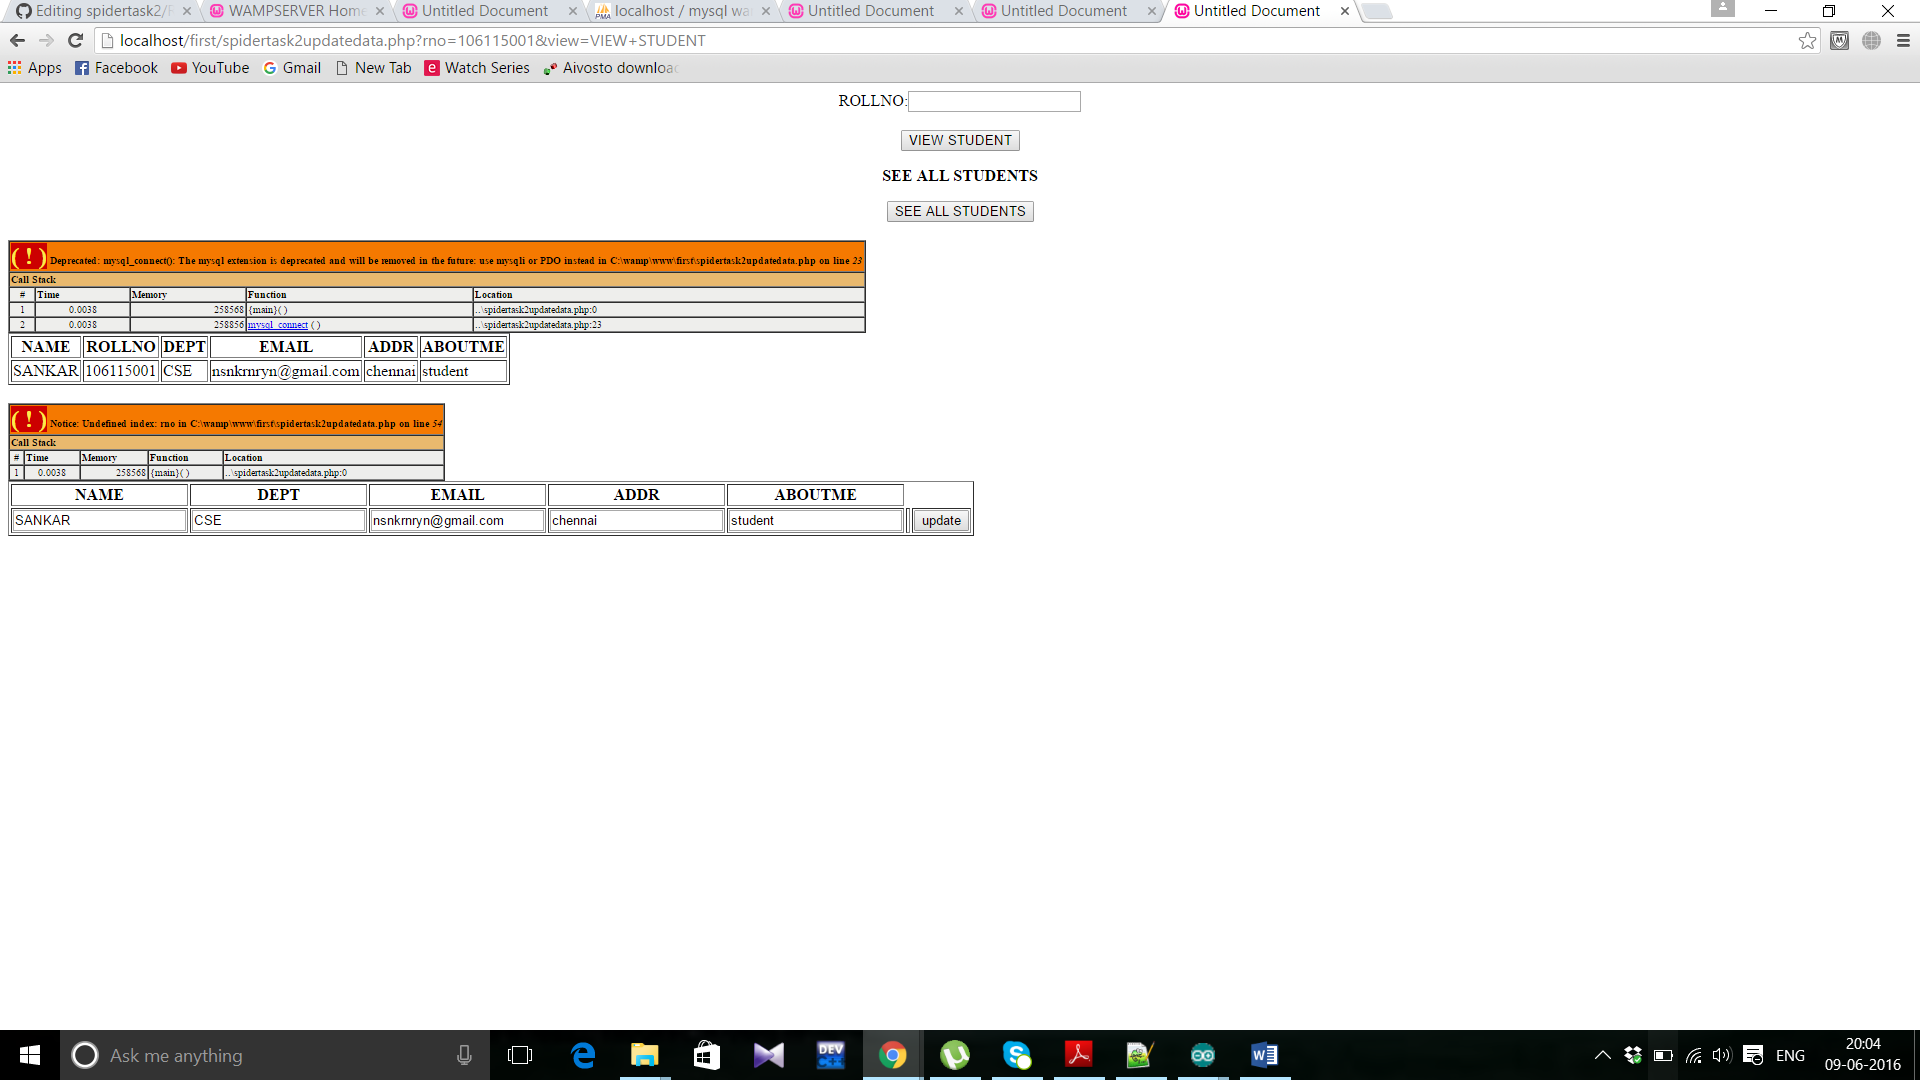 Editing spidertask2/ WAMPSERVER Home Untitled Document localhost / mysql wa Untitled Document Untitled Document Untitled Document
localhost/first/spidertask2updatedata.php?rno=106115001&view=VIEW+STUDENT
Apps Facebook YouTube Gmail New Tab Watch Series Aivosto download
ROLLNO:
VIEW STUDENT
SEE ALL STUDENTS
SEE ALL STUDENTS
( ! ) Deprecated: mysql_connect(): The mysql extension is deprecated and will be removed in the future: use mysqli or PDO instead in C:\wamp\www\first\spidertask2updatedata.php on line 23
Call Stack
# Time Memory Function Location
1 0.0038 258568 {main}( ) ..\spidertask2updatedata.php:0
2 0.0038 258856 mysql_connect ( ) ..\spidertask2updatedata.php:23
NAME ROLLNO DEPT EMAIL ADDR ABOUTME
SANKAR 106115001 CSE nsnkrnryn@gmail.com chennai student
( ! ) Notice: Undefined index: rno in C:\wamp\www\first\spidertask2updatedata.php on line 54
Call Stack
# Time Memory Function Location
1 0.0038 258568 {main}( ) ..\spidertask2updatedata.php:0
NAME DEPT EMAIL ADDR ABOUTME
SANKAR CSE nsnkrnryn@gmail.com chennai student update
Ask me anything
DEV
C++
ENG
20:04
09-06-2016